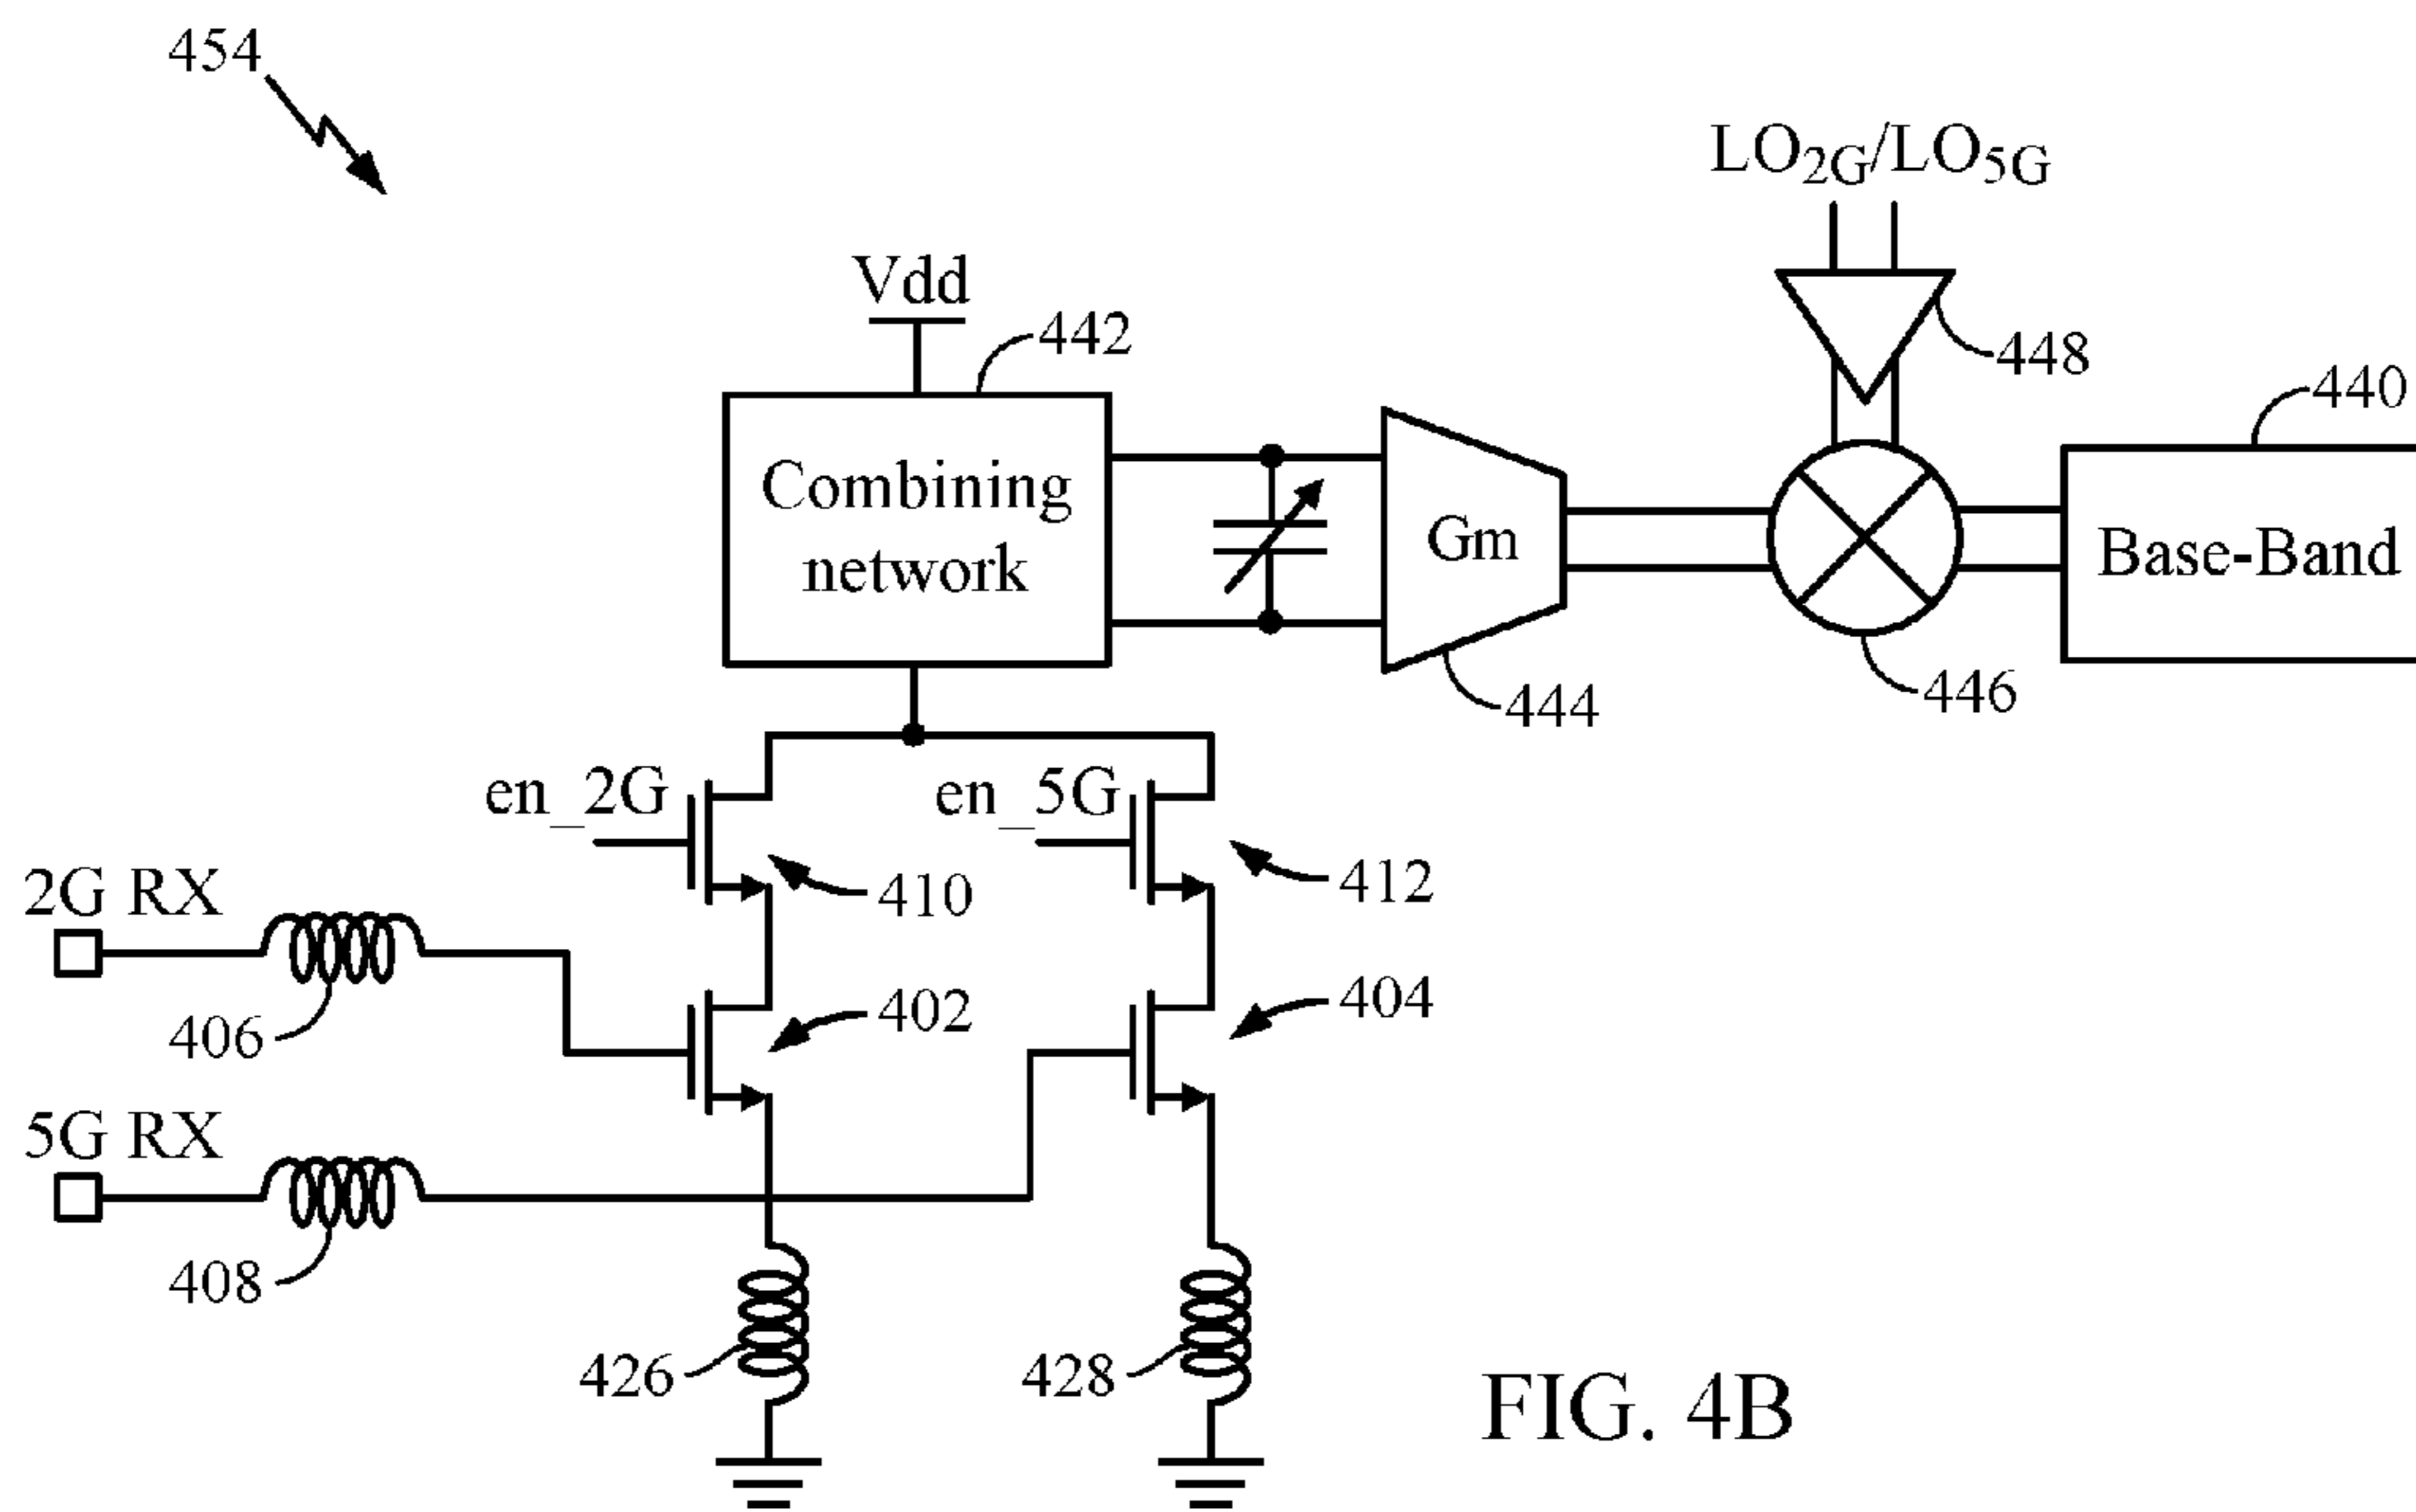 454
LO2G/LO5G
Vdd
442
448
440
Combining
network
Gm
Base-Band
444
446
en_2G
en_5G
2G RX
410
412
406
402
404
5G RX
408
426
428
FIG. 4B